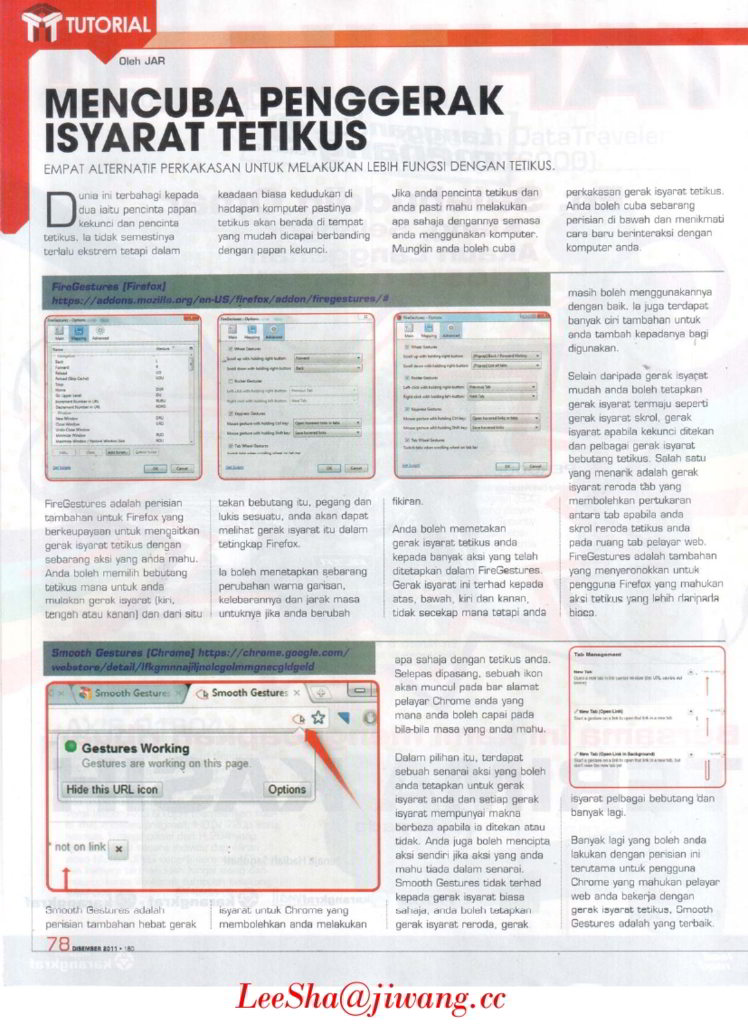 TUTORIAL
Oleh JAR
MENCUBA PENGGERAK
ISYARAT TETIKUS
EMPAT ALTERNATIF PERKAKASAN UNTUK MELAKUKAN LEBIH FUNGSI DENGAN TETIKUS.
Dunia ini terbahagi kepada
dua iaitu pencinta papan
kekunci dan pencinta
tetikus. Ia tidak semestinya
terlalu ekstrem tetapi dalam
keadaan biasa kedudukan di
hadapan komputer pastinya
tetikus akan berada di tempat
yang mudah dicapai berbanding
dengan papan kekunci.
Jika anda pencinta tetikus dan
anda pasti mahu melakukan
apa sahaja dengannya semasa
anda menggunakan komputer.
Mungkin anda boleh cuba
perkakasan gerak isyarat tetikus.
Anda boleh cuba sebarang
perisian di bawah dan menikmati
cara baru berinteraksi dengan
komputer anda.
FireGestures [Firefox]
https://addons.mozilla.org/en-US/firefox/addon/firegestures/#
FireGestures adalah perisian
tambahan untuk Firefox yang
berkeupayaan untuk mengaitkan
gerak isyarat tetikus dengan
sebarang aksi yang anda mahu.
Anda boleh memilih bebutang
tetikus mana untuk anda
mulakan gerak isyarat (kiri,
tengah atau kanan) dan dari situ
tekan bebutang itu, pegang dan
lukis sesuatu, anda akan dapat
melihat gerak isyarat itu dalam
tetingkap Firefox.
Ia boleh menetapkan sebarang
perubahan warna garisan,
kelebarannya dan jarak masa
untuknya jika anda berubah
fikiran.
Anda boleh memetakan
gerak isyarat tetikus anda
kepada banyak aksi yang telah
ditetapkan dalam FireGestures.
Gerak isyarat ini terhad kepada
atas, bawah, kiri dan kanan,
tidak secekap mana tetapi anda
masih boleh menggunakannya
dengan baik. Ia juga terdapat
banyak ciri tambahan untuk
anda tambah kepadanya bagi
digunakan.
Selain daripada gerak isyarat
mudah anda boleh tetapkan
gerak isyarat termaju seperti
gerak isyarat skrol, gerak
isyarat apabila kekunci ditekan
dan pelbagai gerak isyarat
bebutang tetikus. Salah satu
yang menarik adalah gerak
isyarat reroda tab yang
membolehkan pertukaran
antara tab apabila anda
skrol reroda tetikus anda
pada ruang tab pelayar web.
FireGestures adalah tambahan
yang menyeronokkan untuk
pengguna Firefox yang mahukan
aksi tetikus yang lebih daripada
biasa.
Smooth Gestures [Chrome] https://chrome.google.com/
webstore/detail/lfkgmnnajiljnolcgolmmgnecgldgeld
Smooth Gestures
Smooth Gestures
Gestures Working
Gestures are working on this page.
Hide this URL icon
Options
* not on link
Smooth Gestures adalah
perisian tambahan hebat gerak
isyarat untuk Chrome yang
membolehkan anda melakukan
apa sahaja dengan tetikus anda.
Selepas dipasang, sebuah ikon
akan muncul pada bar alamat
pelayar Chrome anda yang
mana anda boleh capai pada
bila-bila masa yang anda mahu.
Dalam pilihan itu, terdapat
sebuah senarai aksi yang boleh
anda tetapkan untuk gerak
isyarat anda dan setiap gerak
isyarat mempunyai makna
berbeza apabila ia ditekan atau
tidak. Anda juga boleh mencipta
aksi sendiri jika aksi yang anda
mahu tiada dalam senarai.
Smooth Gestures tidak terhad
kepada gerak isyarat biasa
sahaja, anda boleh tetapkan
gerak isyarat reroda, gerak
Tab Management
New Tab
New Tab (Open Link)
New Tab (Open Link in Background)
isyarat pelbagai bebutang dan
banyak lagi.
Banyak lagi yang boleh anda
lakukan dengan perisian ini
terutama untuk pengguna
Chrome yang mahukan pelayar
web anda bekerja dengan
gerak isyarat tetikus, Smooth
Gestures adalah yang terbaik.
78 DISEMBER 2011 • 180
LeeSha@jiwang.cc